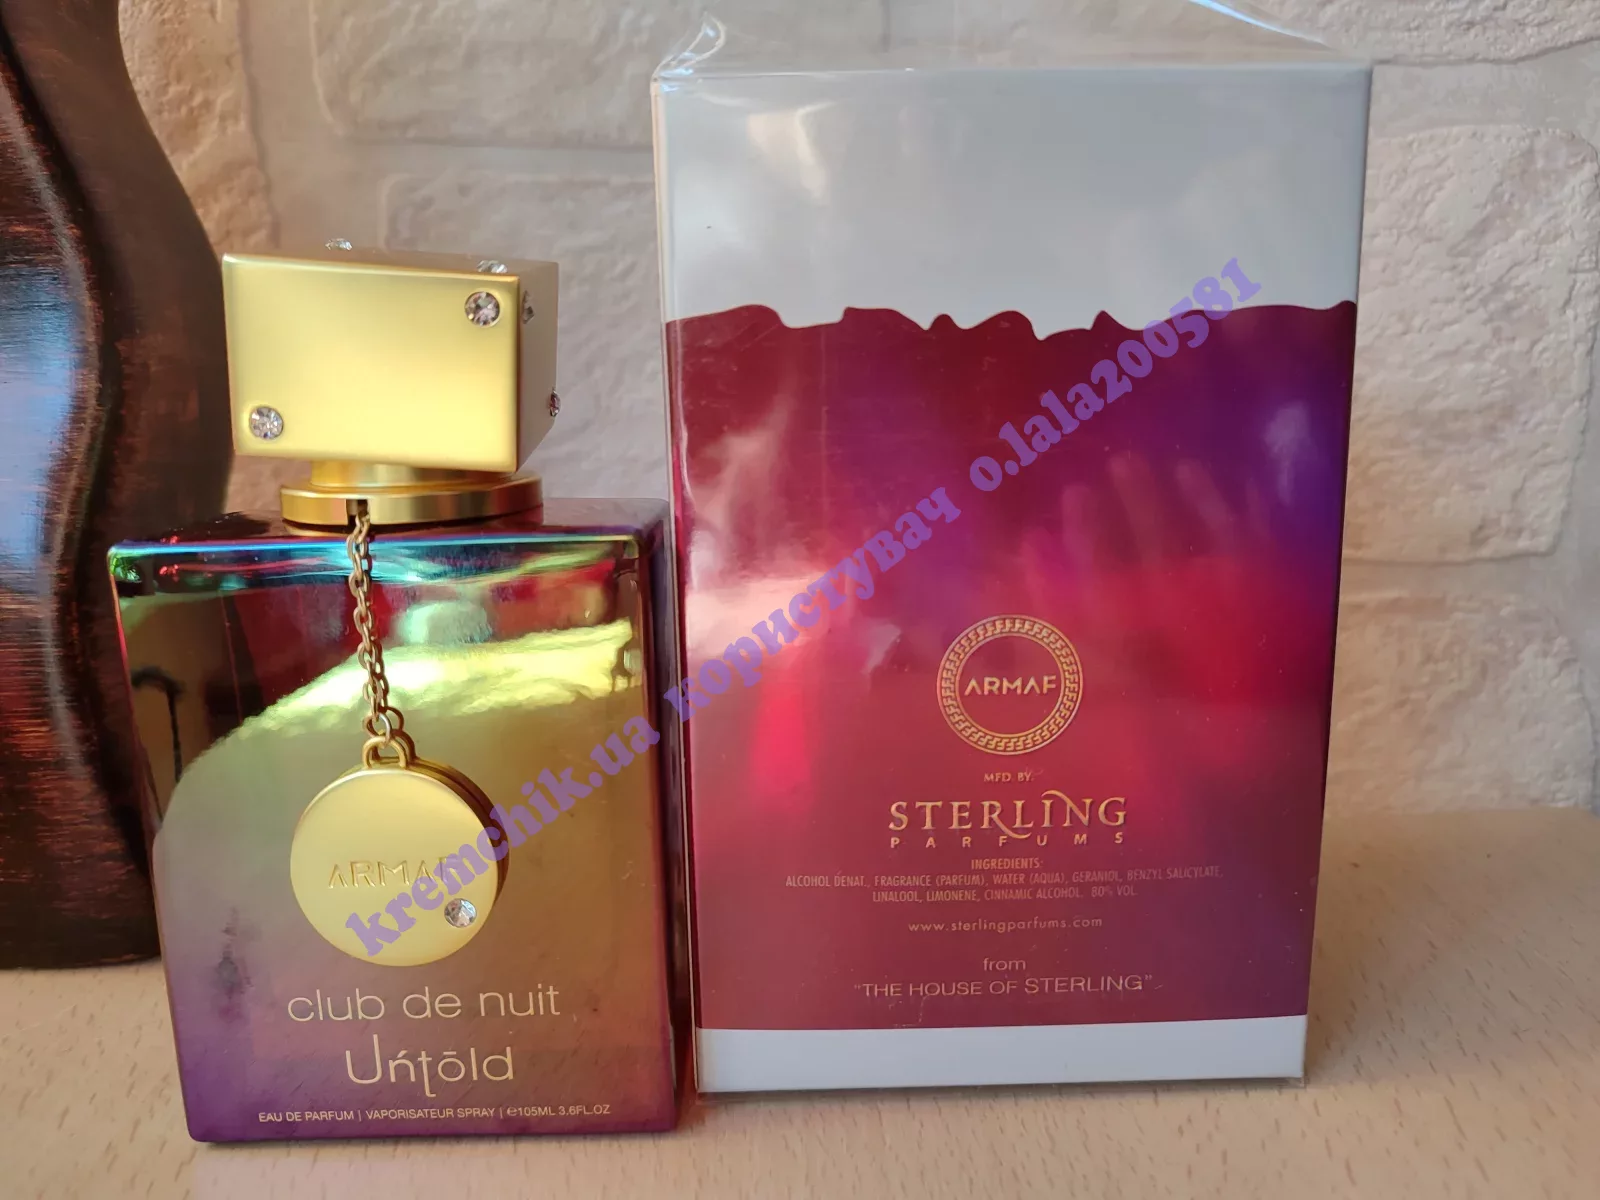 ARMAF
club de nuit
Uńtōld
EAU DE PARFUM | VAPORISATEUR SPRAY | ℮105ML 3.6FL.OZ
ARMAF
MFD. BY.
STERLING
PARFUMS
INGREDIENTS:
ALCOHOL DENAT., FRAGRANCE (PARFUM), WATER (AQUA), GERANIOL, BENZYL SALICYLATE,
LINALOOL, LIMONENE, CINNAMIC ALCOHOL. 80% VOL.
www.sterlingparfums.com
from
"THE HOUSE OF STERLING"
kremchik.ua користувач o.lala200581